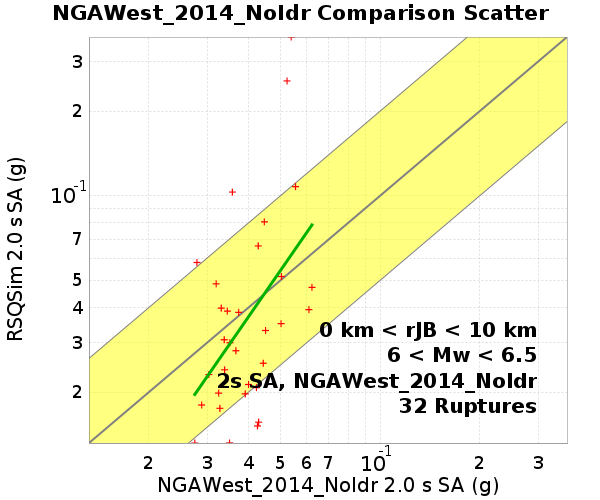 NGAWest_2014_NoIdr Comparison Scatter
RSQSim 2.0 s SA (g)
3
2
10-1
7
5
4
3
2
0 km < rJB < 10 km
6 < Mw < 6.5
2s SA, NGAWest_2014_NoIdr
32 Ruptures
2 3 4 5 6 7 10-1 2 3
NGAWest_2014_NoIdr 2.0 s SA (g)